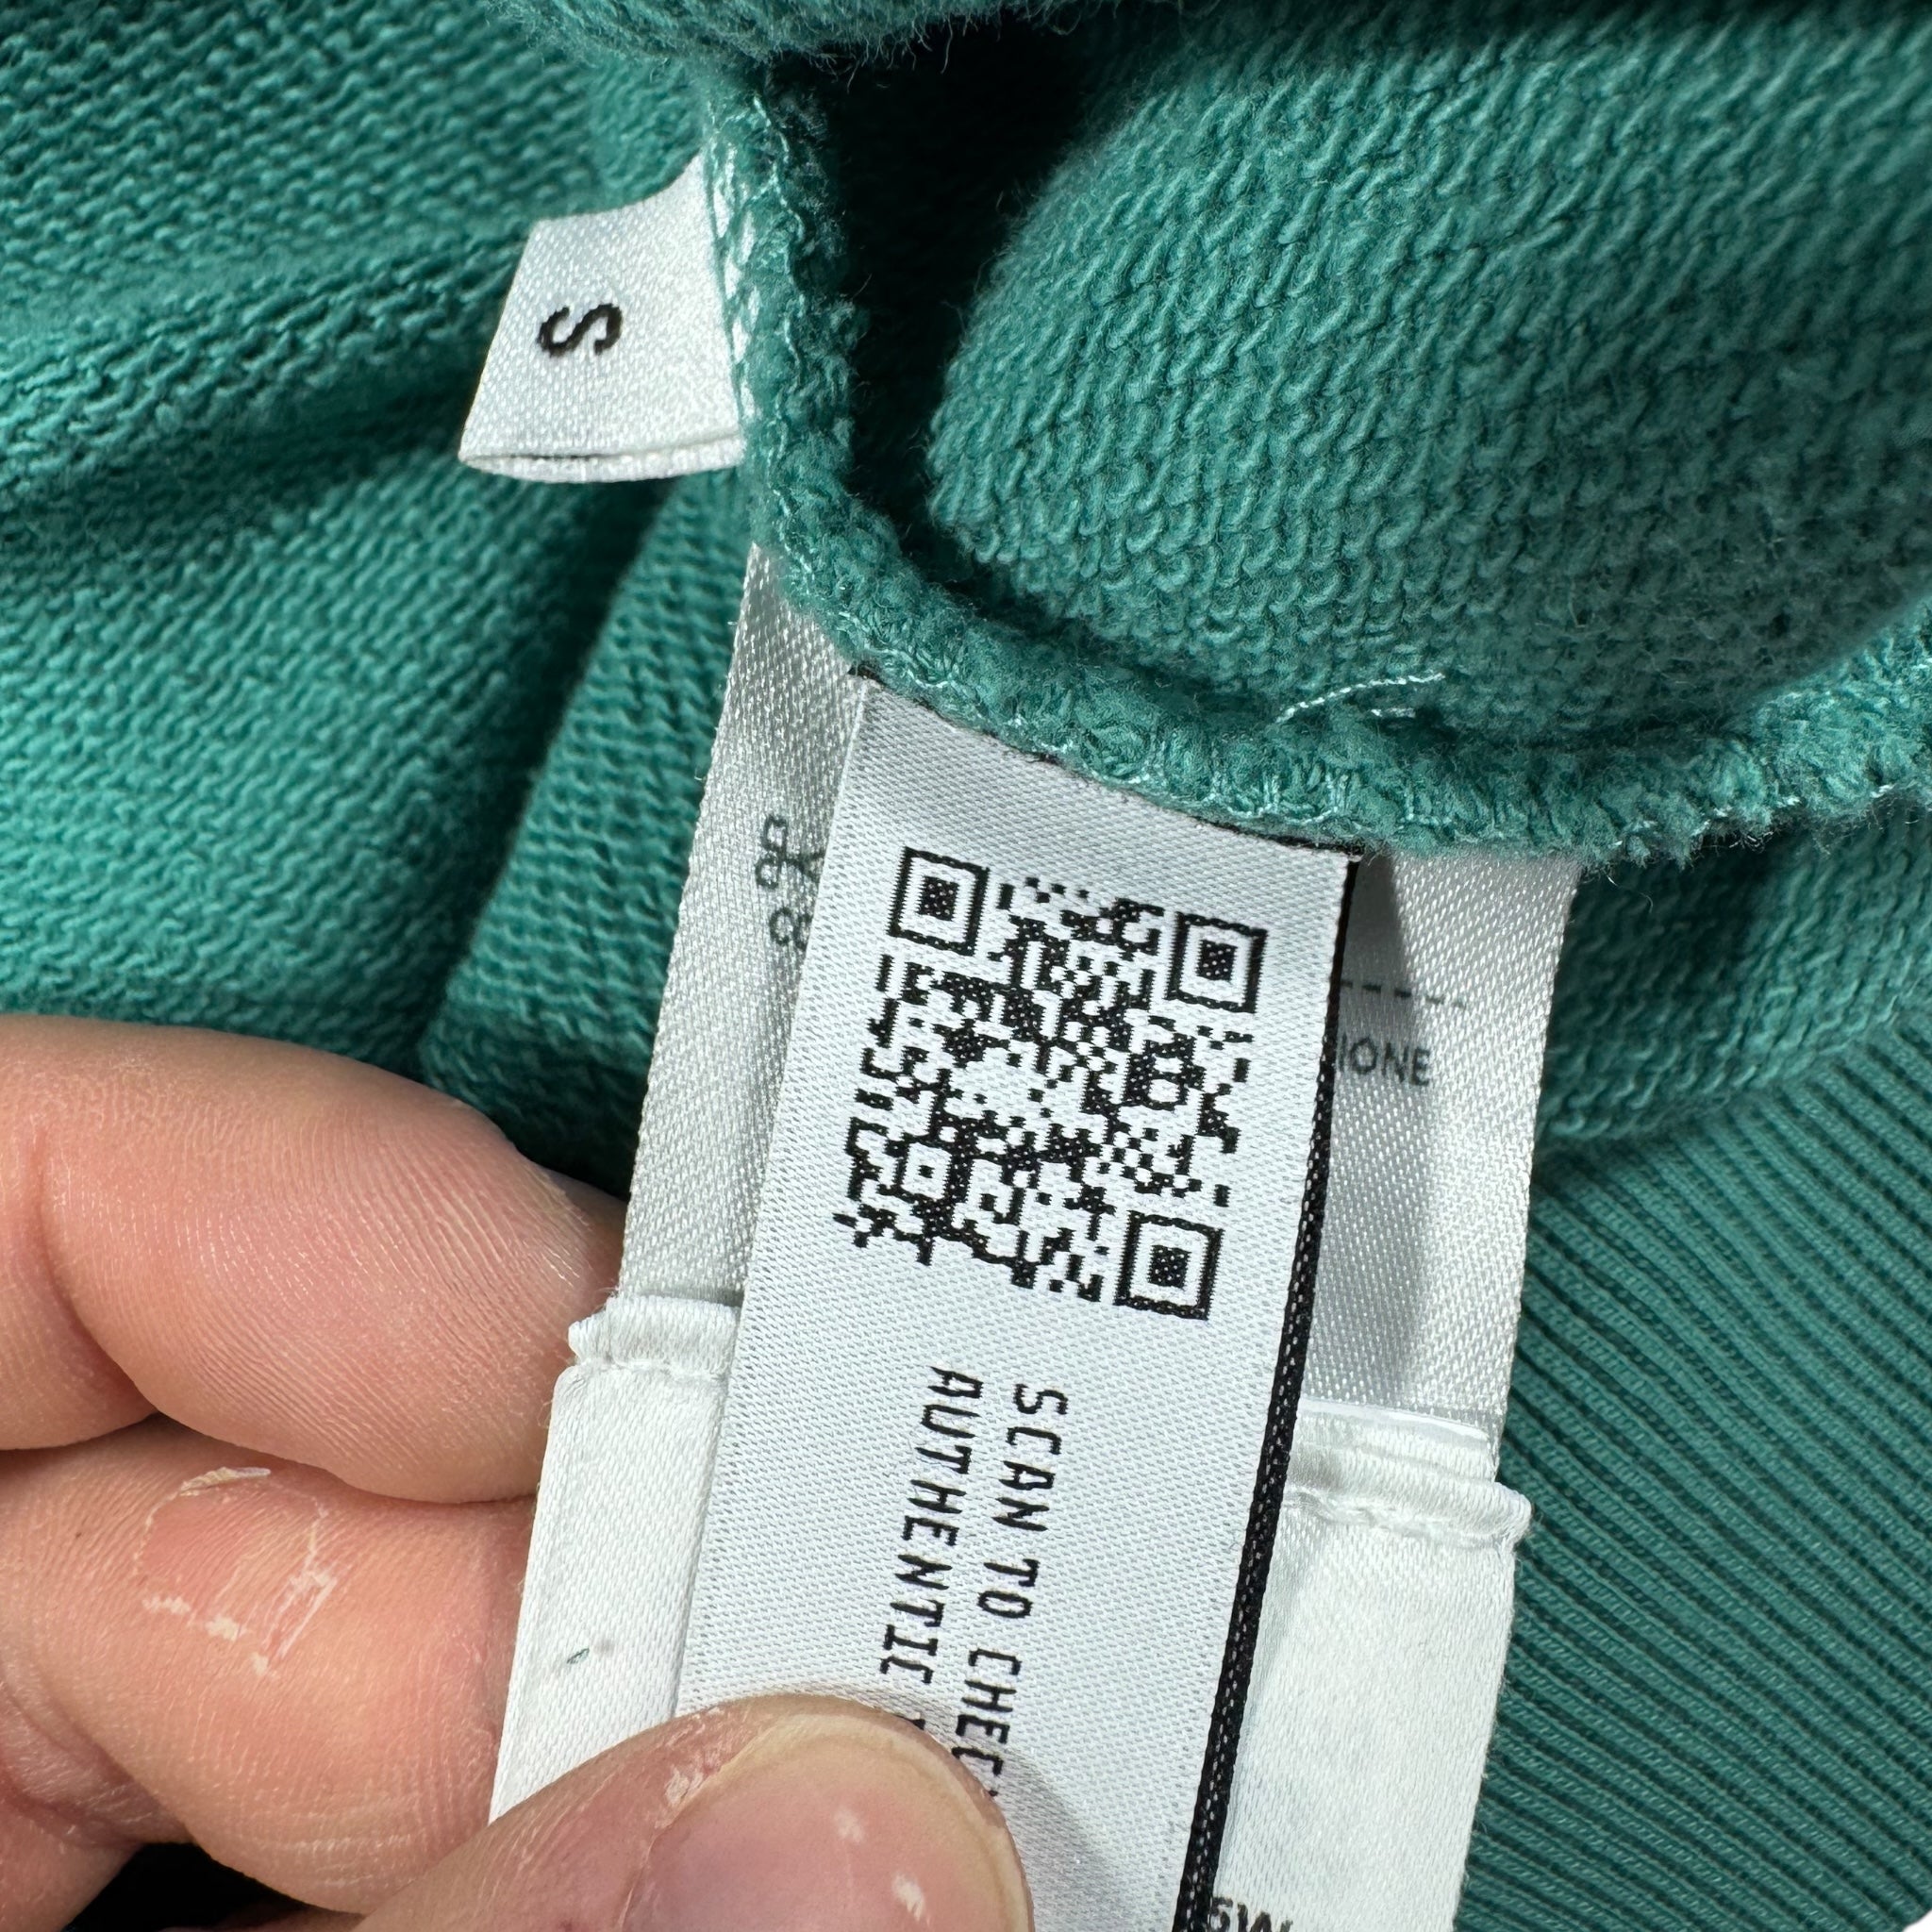 S
IONE
SCAN TO CHEC
AUTHENTIC